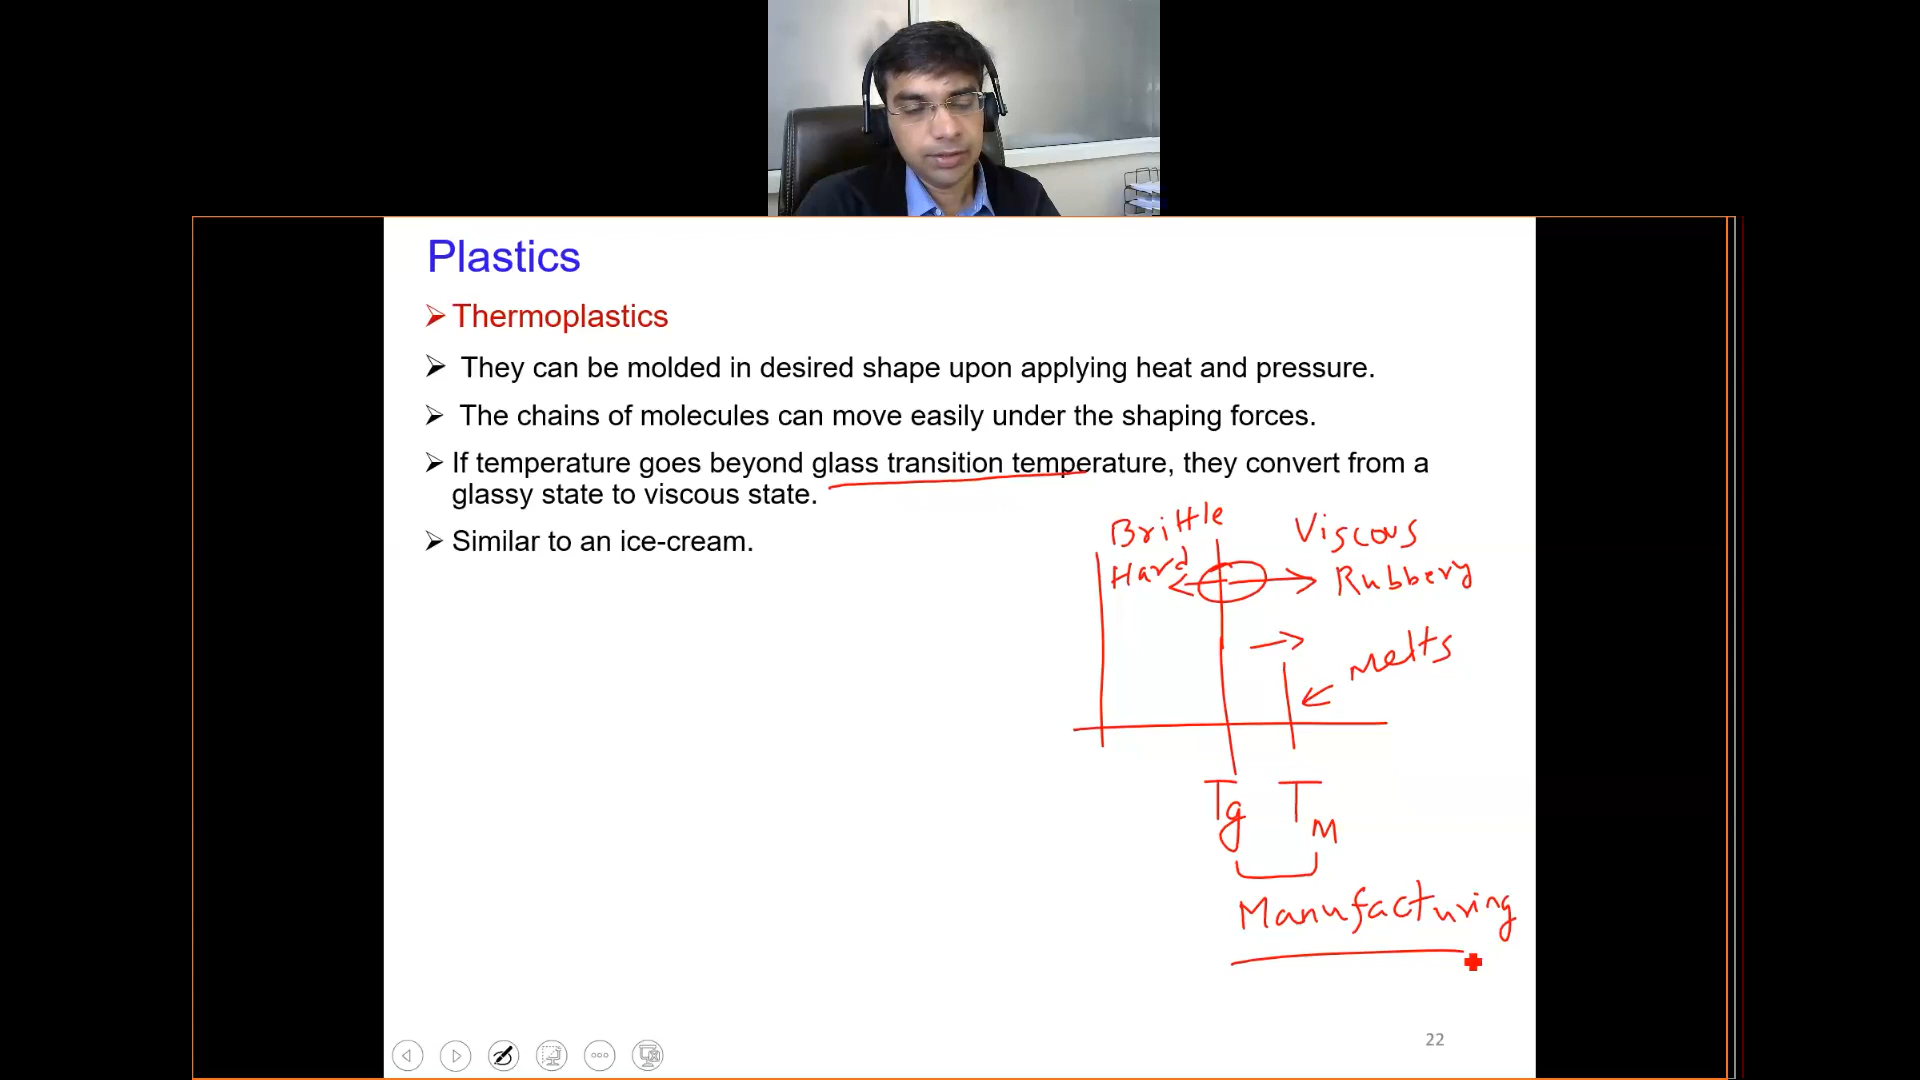 Plastics
➢ Thermoplastics
➢ They can be molded in desired shape upon applying heat and pressure.
➢ The chains of molecules can move easily under the shaping forces.
➢ If temperature goes beyond glass transition temperature, they convert from a
glassy state to viscous state.
➢ Similar to an ice-cream.
Brittle
Hard
Viscous
Rubbery
Melts
Tg
TM
Manufacturing
22